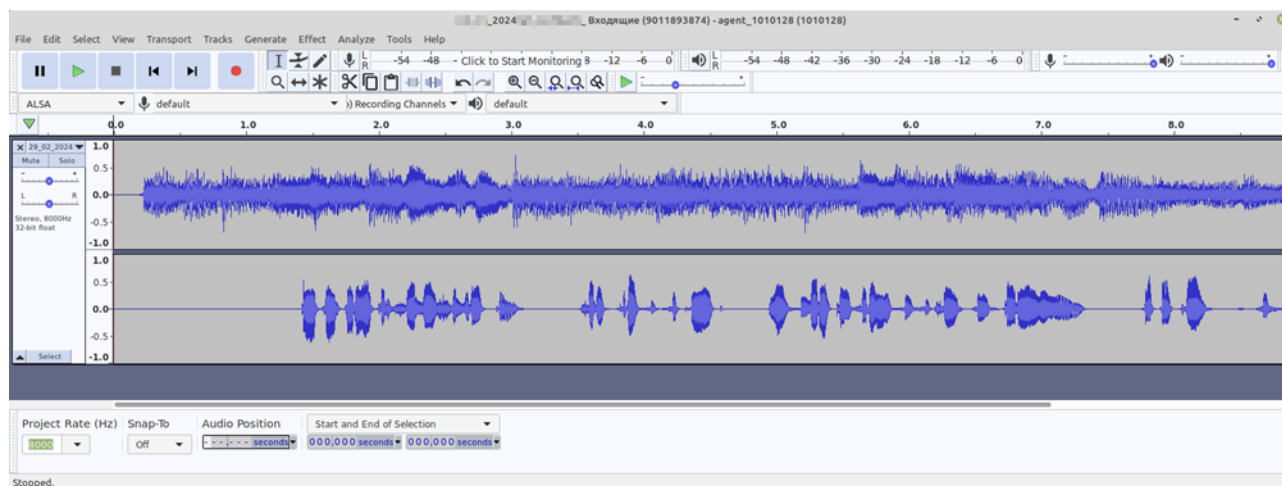 _2024 _ Входящие (9011893874) - agent_1010128 (1010128)
File Edit Select View Transport Tracks Generate Effect Analyze Tools Help
L R -54 -48 - Click to Start Monitoring 8 -12 -6 0 L R -54 -48 -42 -36 -30 -24 -18 -12 -6 0
ALSA default ) Recording Channels default
0.0 1.0 2.0 3.0 4.0 5.0 6.0 7.0 8.0
x 29_02_2024 1.0
Mute Solo
- + 0.5
L R 0.0
Stereo, 8000Hz -0.5
32-bit float
-1.0
1.0
0.5
0.0
-0.5
Select -1.0
Project Rate (Hz) Snap-To Audio Position Start and End of Selection
8000 Off - - -,- - - seconds 000,000 seconds 000,000 seconds
Stopped.